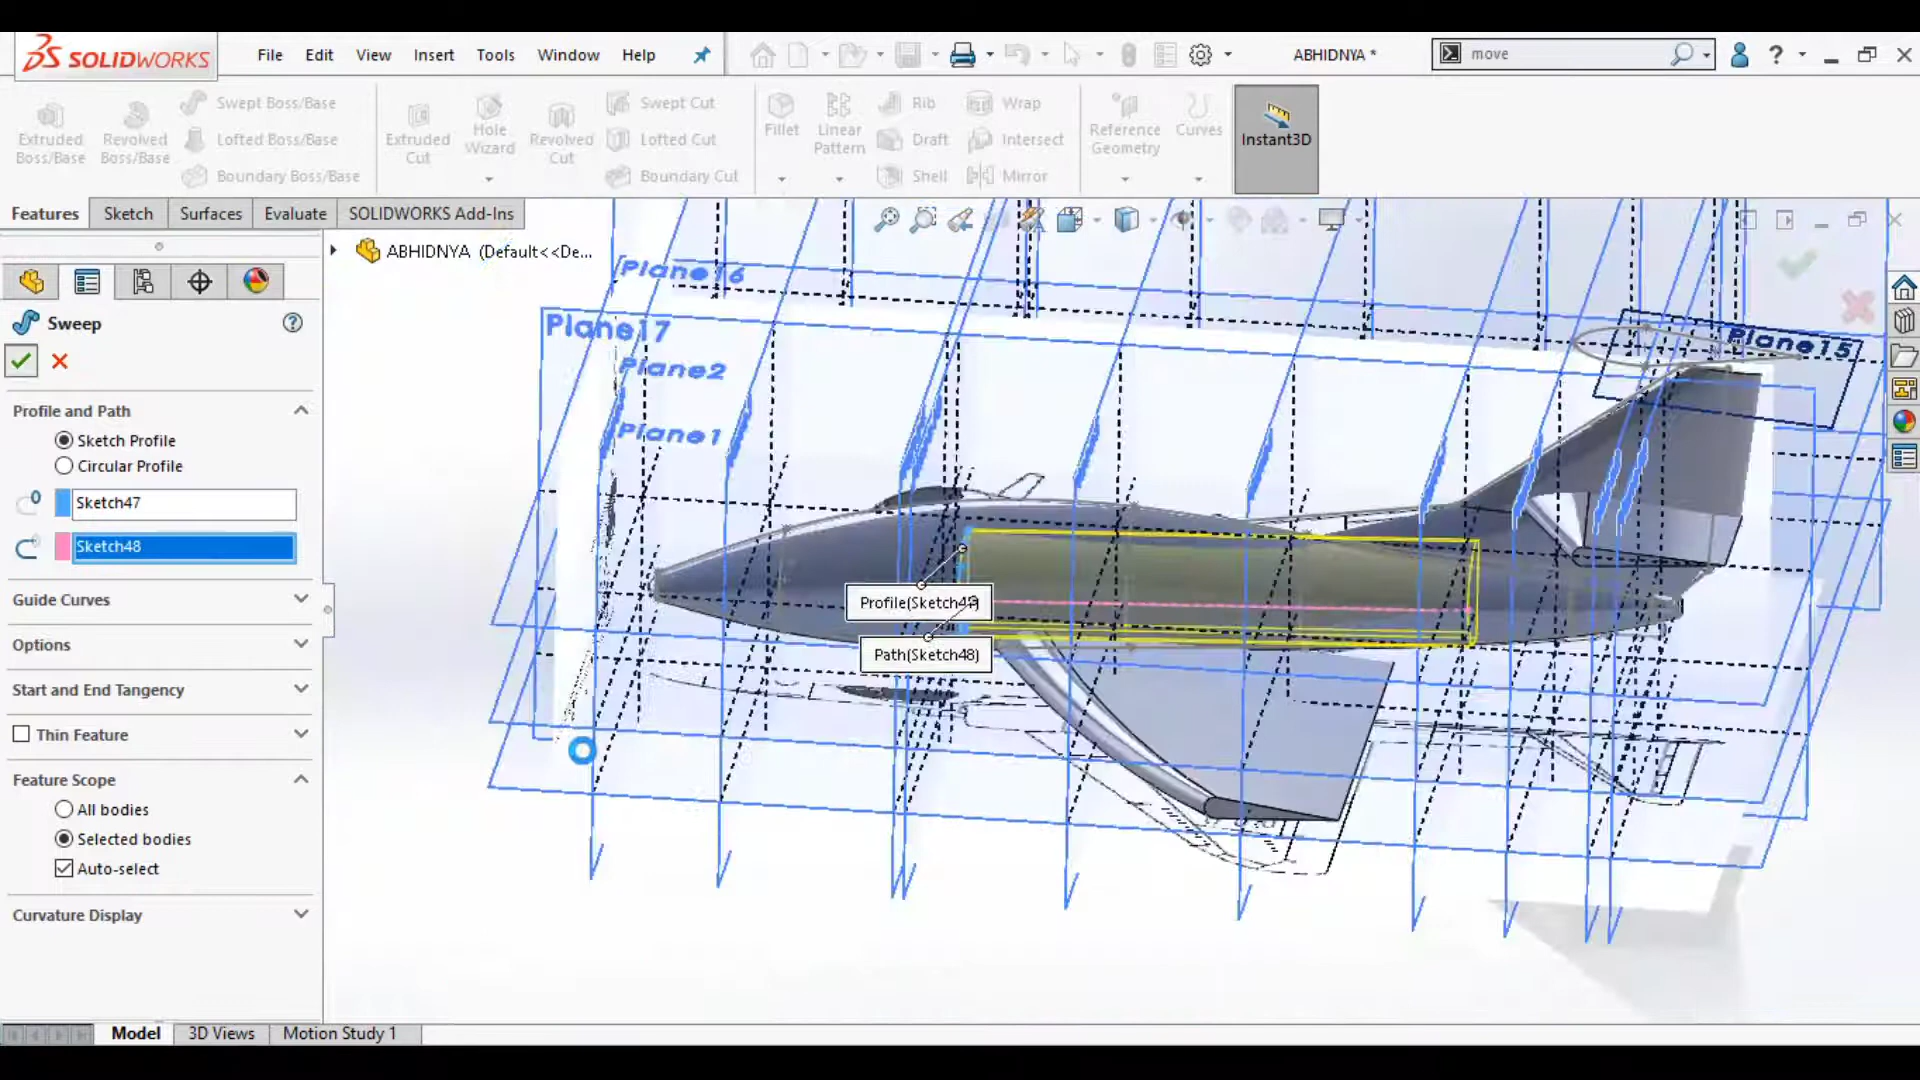 SOLIDWORKS File Edit View Insert Tools Window Help ABHIDNYA * move ?
Extruded Boss/Base
Revolved Boss/Base
Swept Boss/Base
Lofted Boss/Base
Boundary Boss/Base
Extruded Cut
Hole Wizard
Revolved Cut
Swept Cut
Lofted Cut
Boundary Cut
Fillet
Linear Pattern
Rib
Draft
Shell
Wrap
Intersect
Mirror
Reference Geometry
Curves
Instant3D
Features Sketch Surfaces Evaluate SOLIDWORKS Add-Ins
ABHIDNYA (Default<<De...
Sweep
Profile and Path
Sketch Profile
Circular Profile
Sketch47
Sketch48
Guide Curves
Options
Start and End Tangency
Thin Feature
Feature Scope
All bodies
Selected bodies
Auto-select
Curvature Display
Plane16
Plane17
Plane2
Plane1
Plane15
Profile(Sketch47)
Path(Sketch48)
Model 3D Views Motion Study 1